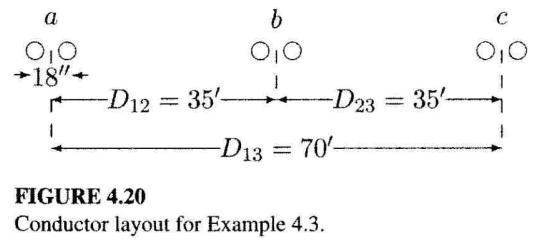 a b c
18″
D₁₂ = 35′ D₂₃ = 35′
D₁₃ = 70′
FIGURE 4.20
Conductor layout for Example 4.3.